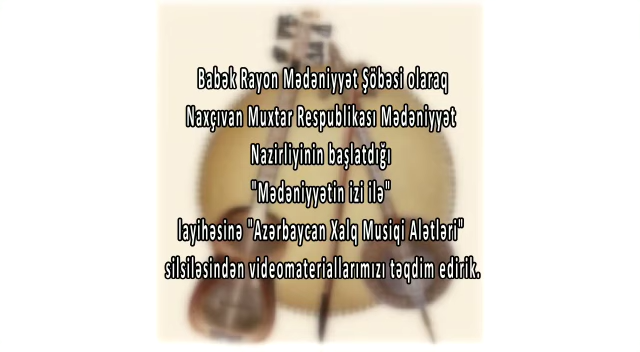 Babək Rayon Mədəniyyət Şöbəsi olaraq
Naxçıvan Muxtar Respublikası Mədəniyyət
Nazirliyinin başlatdığı
"Mədəniyyətin izi ilə"
layihəsinə "Azərbaycan Xalq Musiqi Alətləri"
silsiləsindən videomateriallarımızı təqdim edirik.